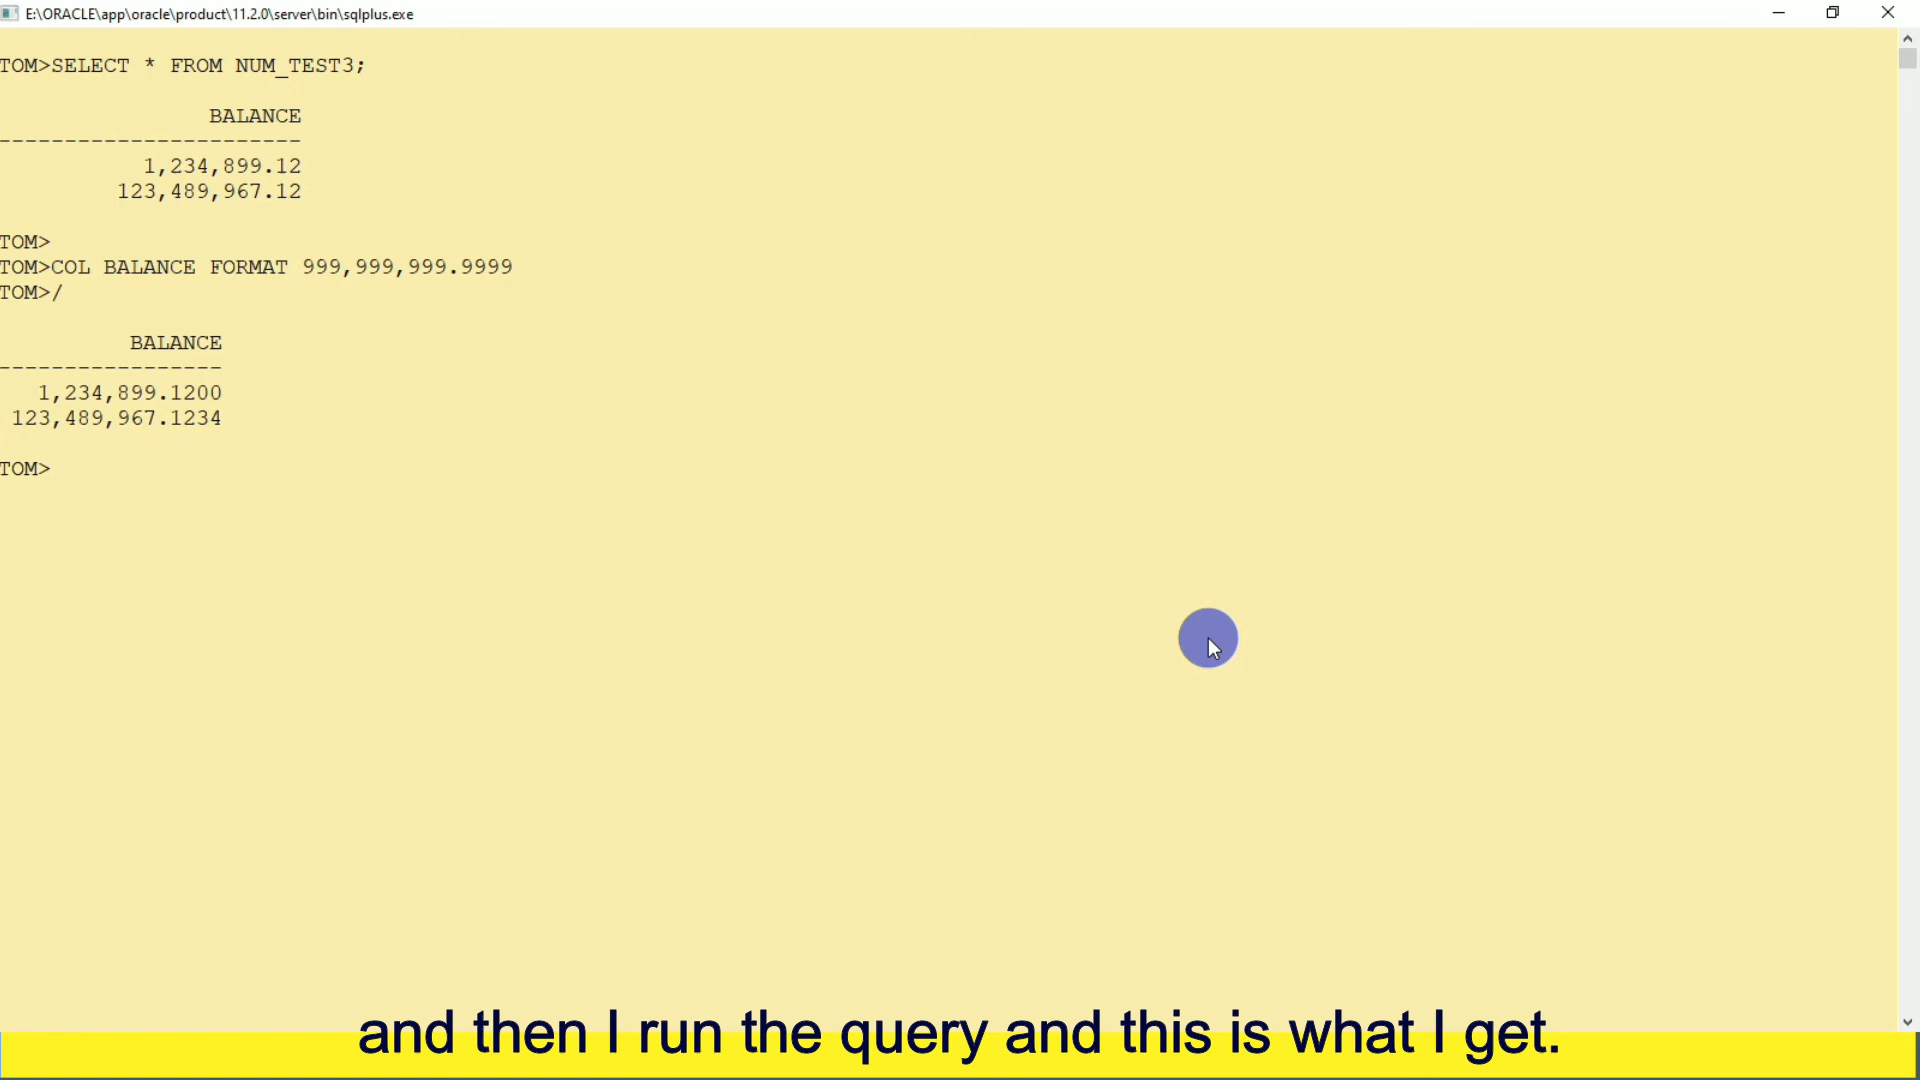 E:\ORACLE\app\oracle\product\11.2.0\server\bin\sqlplus.exe
TOM>SELECT * FROM NUM_TEST3;
BALANCE
-----------------------
1,234,899.12
123,489,967.12
TOM>
TOM>COL BALANCE FORMAT 999,999,999.9999
TOM>/
BALANCE
-----------------
1,234,899.1200
123,489,967.1234
TOM>
and then I run the query and this is what I get.